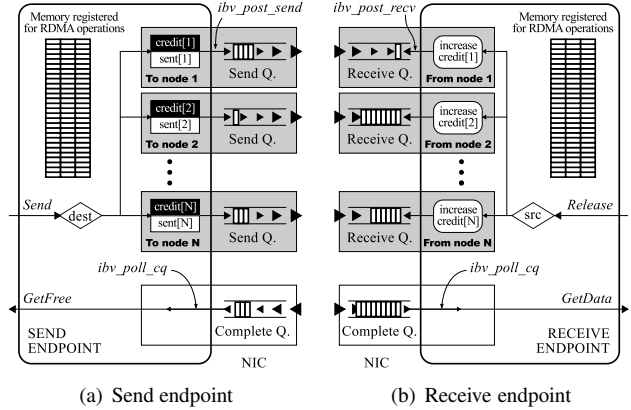 Memory registered
for RDMA operations
ibv_post_send
credit[1]
sent[1]
To node 1
Send Q.
credit[2]
sent[2]
To node 2
Send Q.
Send
dest
credit[N]
sent[N]
To node N
Send Q.
ibv_poll_cq
GetFree
Complete Q.
SEND
ENDPOINT
NIC
(a) Send endpoint
ibv_post_recv
Memory registered
for RDMA operations
increase
credit[1]
Receive Q.
From node 1
increase
credit[2]
Receive Q.
From node 2
increase
credit[N]
Receive Q.
From node N
src
Release
ibv_poll_cq
GetData
Complete Q.
RECEIVE
ENDPOINT
NIC
(b) Receive endpoint